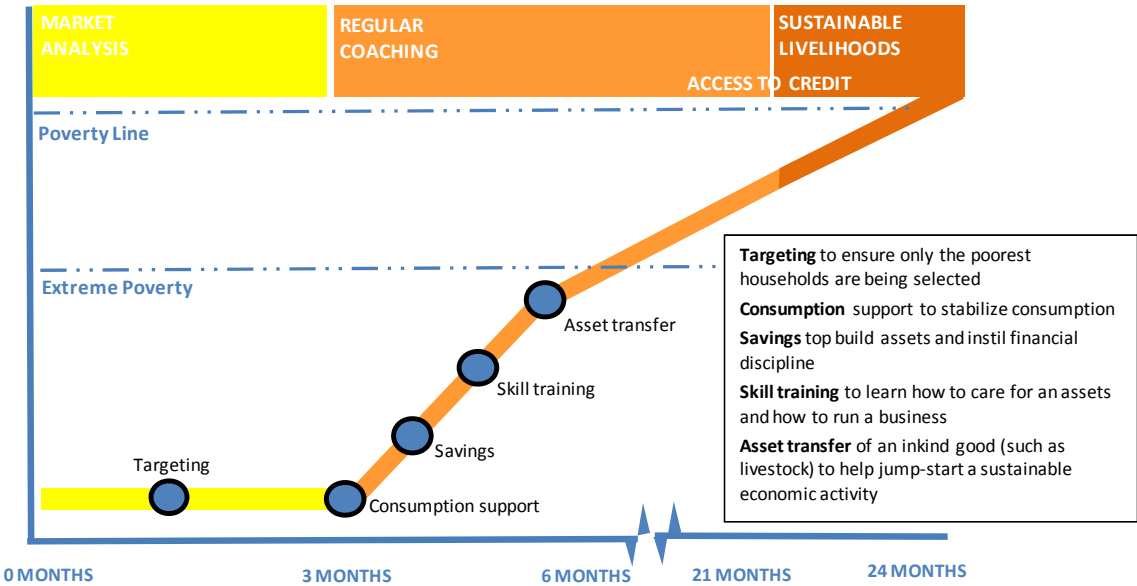 MARKET
ANALYSIS
REGULAR
COACHING
SUSTAINABLE
LIVELIHOODS
ACCESS TO CREDIT
Poverty Line
Extreme Poverty
Asset transfer
Skill training
Savings
Targeting
Consumption support
Targeting to ensure only the poorest
households are being selected
Consumption support to stabilize consumption
Savings top build assets and instil financial
discipline
Skill training to learn how to care for an assets
and how to run a business
Asset transfer of an inkind good (such as
livestock) to help jump-start a sustainable
economic activity
0 MONTHS
3 MONTHS
6 MONTHS
21 MONTHS
24 MONTHS